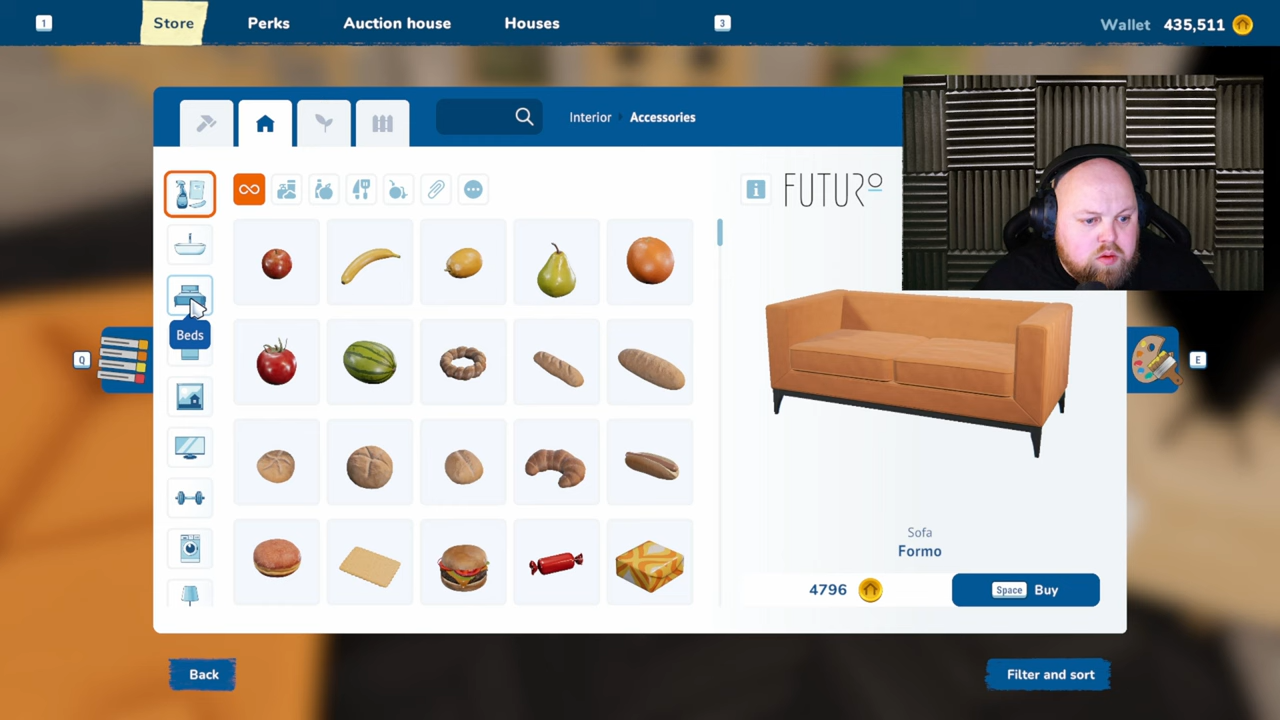 1
Store
Perks
Auction house
Houses
3
Wallet 435,511
Interior Accessories
FUTURO
Beds
Q
E
Sofa
Formo
4796
Space Buy
Back
Filter and sort